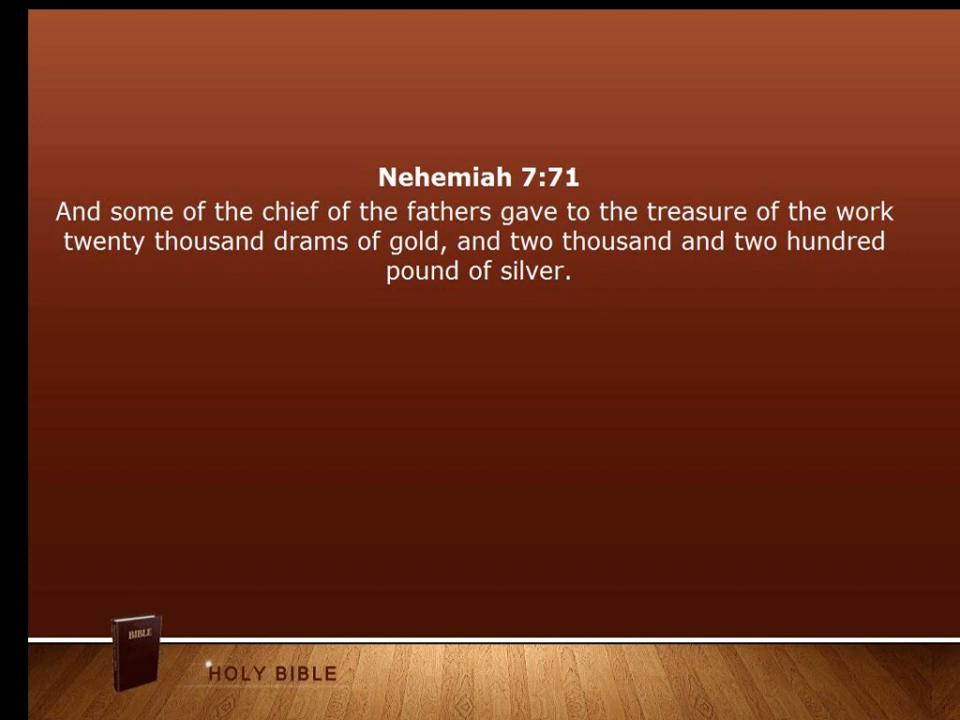 Nehemiah 7:71
And some of the chief of the fathers gave to the treasure of the work
twenty thousand drams of gold, and two thousand and two hundred
pound of silver.
BIBLE
HOLY BIBLE